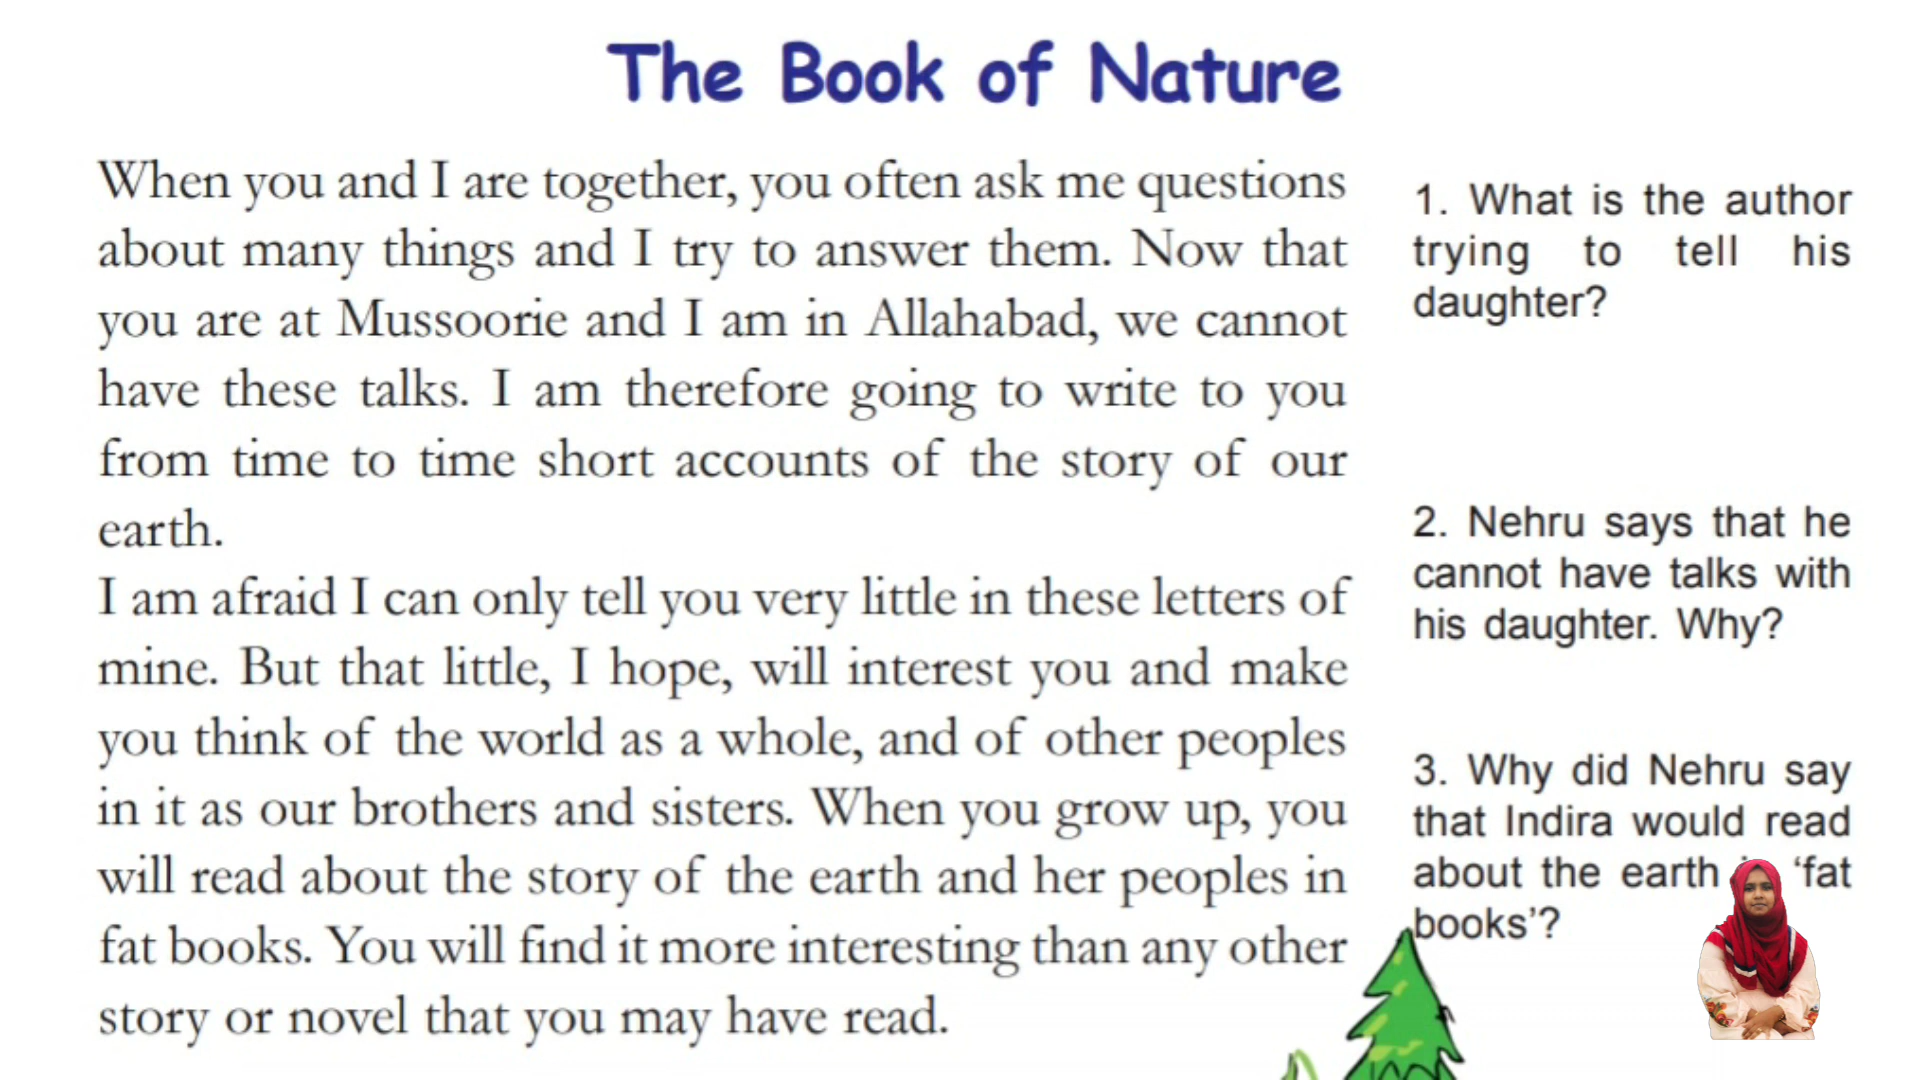 The Book of Nature
When you and I are together, you often ask me questions
about many things and I try to answer them. Now that
you are at Mussoorie and I am in Allahabad, we cannot
have these talks. I am therefore going to write to you
from time to time short accounts of the story of our
earth.
I am afraid I can only tell you very little in these letters of
mine. But that little, I hope, will interest you and make
you think of the world as a whole, and of other peoples
in it as our brothers and sisters. When you grow up, you
will read about the story of the earth and her peoples in
fat books. You will find it more interesting than any other
story or novel that you may have read.
1. What is the author
trying to tell his
daughter?
2. Nehru says that he
cannot have talks with
his daughter. Why?
3. Why did Nehru say
that Indira would read
about the earth ‘fat
books’?